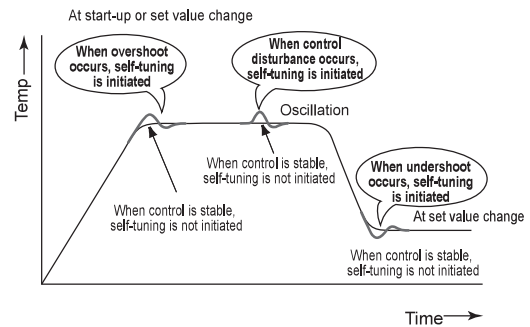 At start-up or set value change
When overshoot
occurs, self-tuning
is initiated
When control
disturbance occurs,
self-tuning is initiated
Temp
Oscillation
When control is stable,
self-tuning is not initiated
When control is stable,
self-tuning is not initiated
When undershoot
occurs, self-tuning
is initiated
At set value change
When control is stable,
self-tuning is not initiated
Time